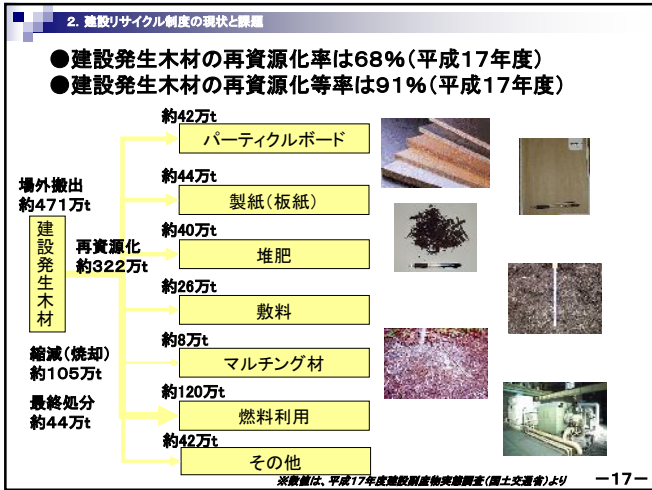 2. 建設リサイクル制度の現状と課題
●建設発生木材の再資源化率は68%(平成17年度)
●建設発生木材の再資源化等率は91%(平成17年度)
約42万t
パーティクルボード
約44万t
製紙(板紙)
場外搬出
約471万t
建設発生木材
再資源化
約322万t
約40万t
堆肥
約26万t
敷料
約8万t
マルチング材
縮減(焼却)
約105万t
約120万t
燃料利用
最終処分
約44万t
約42万t
その他
※数値は、平成17年度建設副産物実態調査(国土交通省)より
-17-